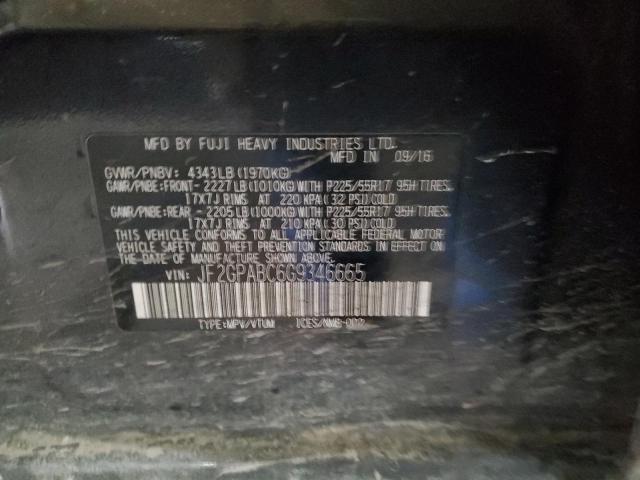 MFD BY FUJI HEAVY INDUSTRIES LTD.
MFD IN 09/16
GVWR/PNBV: 4343LB (1970KG)
GAWR/PNBE:FRONT- 2227LB (1010KG) WITH P225/55R17 95H TIRES,
17X7J RIMS AT 220 KPA (32 PSI) COLD
GAWR/PNBE:REAR - 2205LB (1000KG) WITH P225/55R17 95H TIRES,
17X7J RIMS AT 210 KPA (30 PSI) COLD
THIS VEHICLE CONFORMS TO ALL APPLICABLE FEDERAL MOTOR
VEHICLE SAFETY AND THEFT PREVENTION STANDARDS IN EFFECT ON
THE DATE OF MANUFACTURE SHOWN ABOVE.
VIN: JF2GPABC6G9346665
TYPE:MPV/VTUM ICES/NMB-002